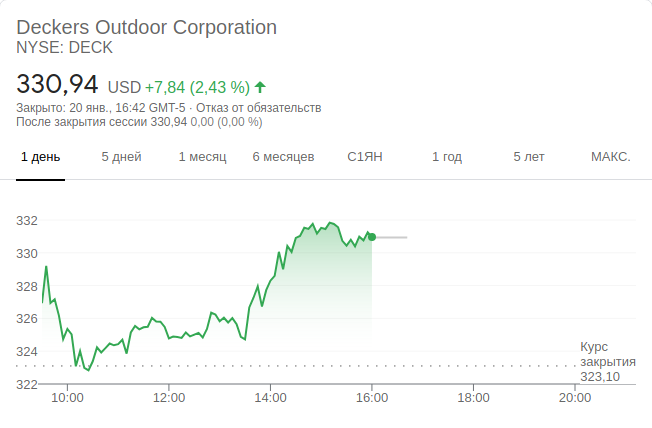 Deckers Outdoor Corporation
NYSE: DECK
330,94 USD +7,84 (2,43 %)
Закрыто: 20 янв., 16:42 GMT-5 · Отказ от обязательств
После закрытия сессии 330,94 0,00 (0,00 %)
1 день 5 дней 1 месяц 6 месяцев С1ЯН 1 год 5 лет МАКС.
332
330
328
326
324
322
Курс
закрытия
323,10
10:00 12:00 14:00 16:00 18:00 20:00